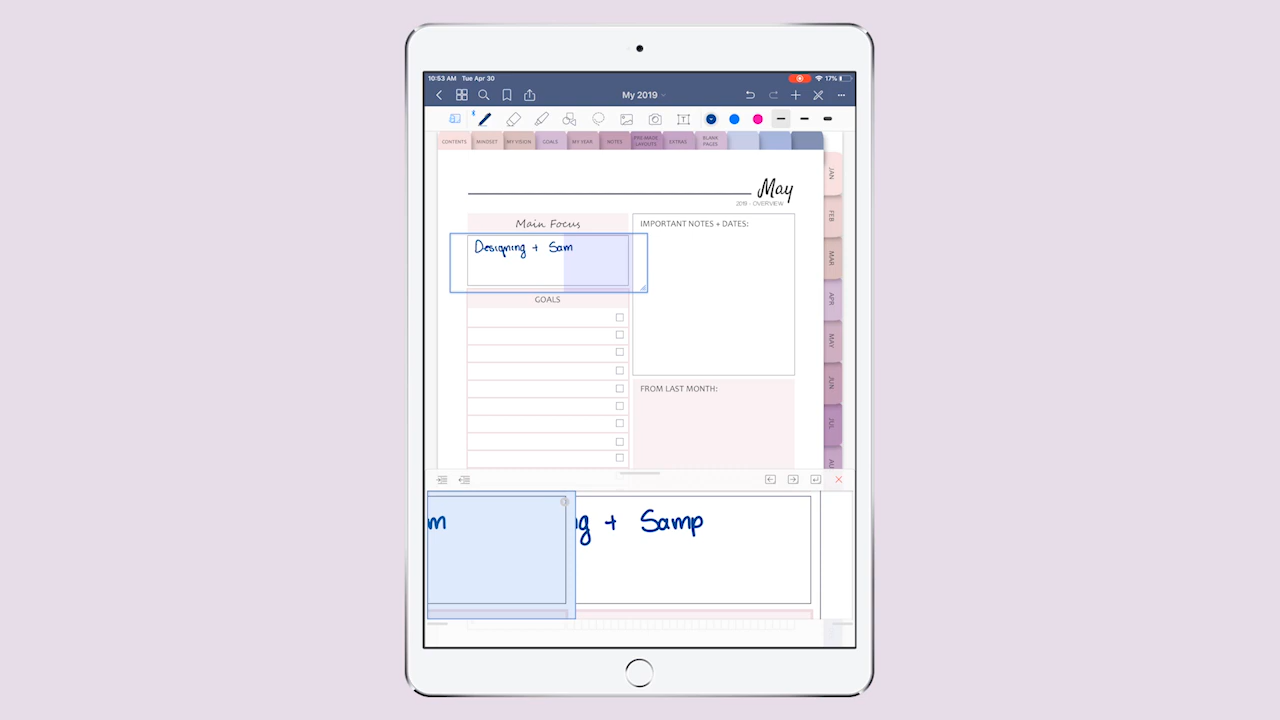 10:53 AM Tue Apr 30
17%
My 2019
CONTENTS
MINDSET
MY VISION
GOALS
MY YEAR
NOTES
PRE-MADE LAYOUTS
EXTRAS
BLANK PAGES
May
2019 - OVERVIEW
Main Focus
Designing + Sam
GOALS
IMPORTANT NOTES + DATES:
FROM LAST MONTH:
JAN
FEB
MAR
APR
MAY
JUN
JUL
AU
m
ng + Samp